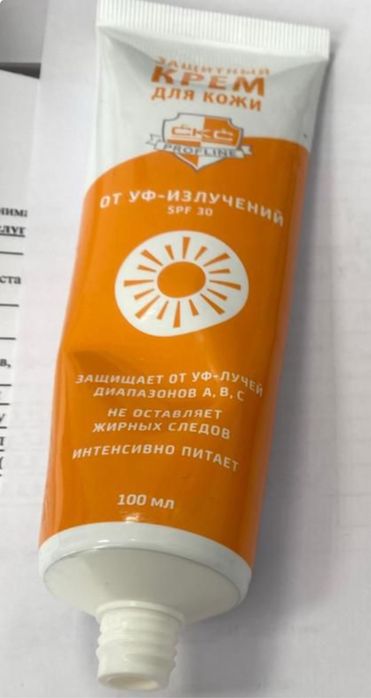 ЗАЩИТНЫЙ
КРЕМ
ДЛЯ КОЖИ
СКС
PROFLINE
ОТ УФ-ИЗЛУЧЕНИЙ
SPF 30
ЗАЩИЩАЕТ ОТ УФ-ЛУЧЕЙ
ДИАПАЗОНОВ А, В, С
НЕ ОСТАВЛЯЕТ
ЖИРНЫХ СЛЕДОВ
ИНТЕНСИВНО ПИТАЕТ
100 мл